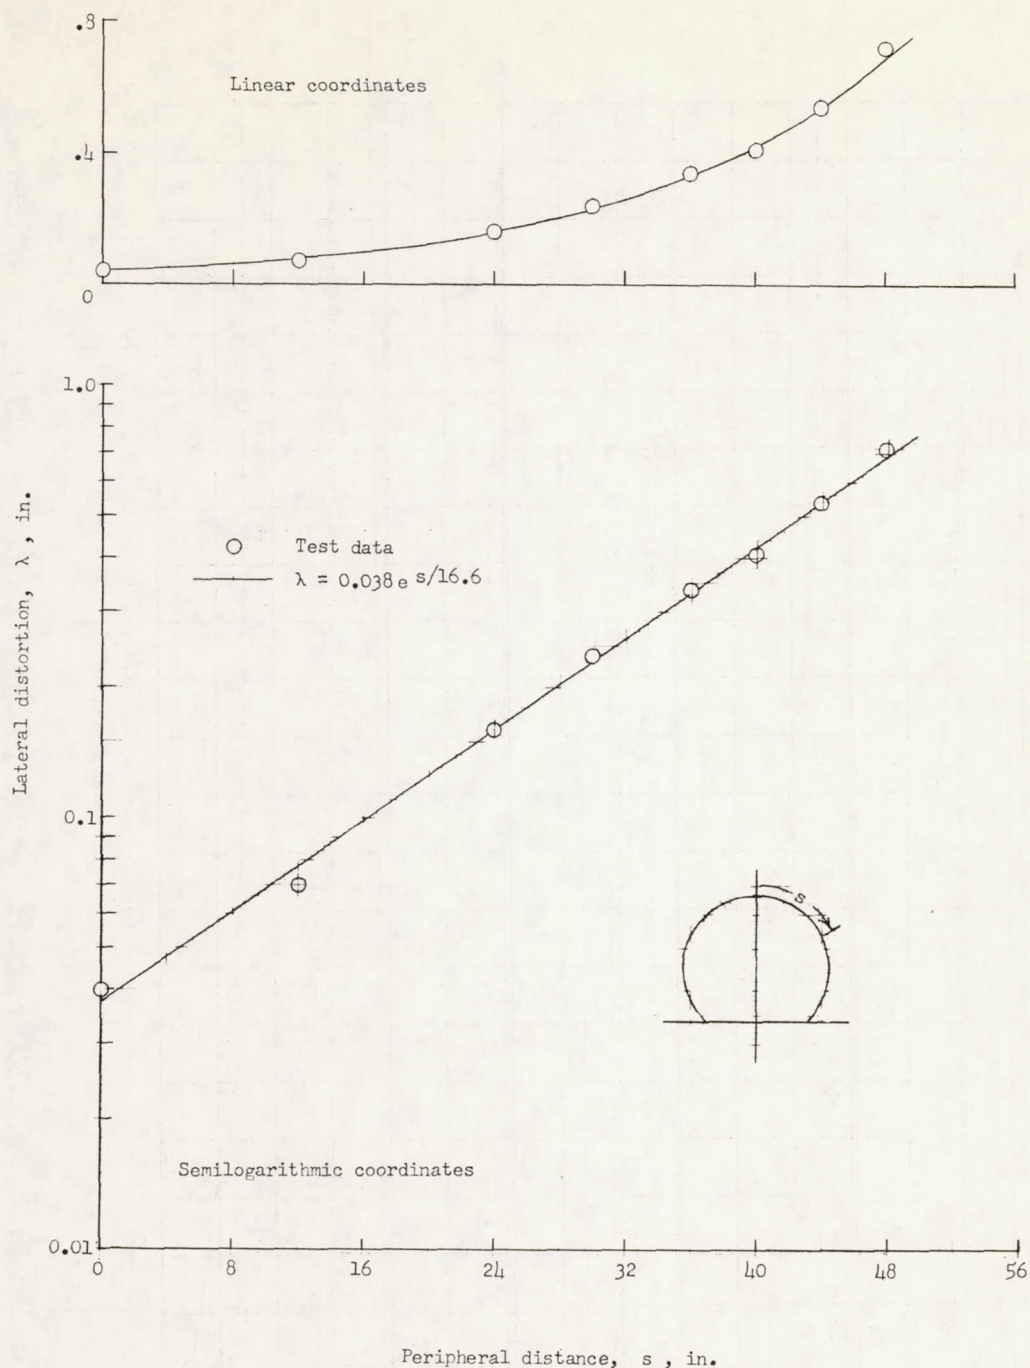 .8
Linear coordinates
.4
0
1.0
Lateral distortion, λ, in.
Test data
λ = 0.038e s/16.6
0.1
s
Semilogarithmic coordinates
0.01
0 8 16 24 32 40 48 56
Peripheral distance, s, in.